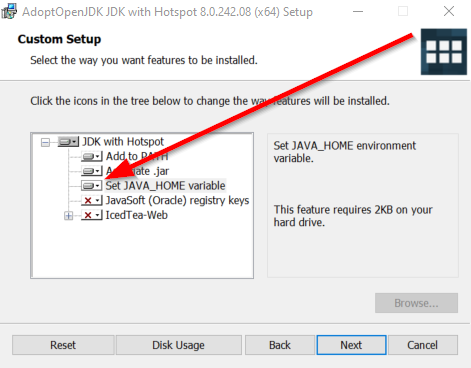 AdoptOpenJDK JDK with Hotspot 8.0.242.08 (x64) Setup
Custom Setup
Select the way you want features to be installed.
Click the icons in the tree below to change the way features will be installed.
JDK with Hotspot
Add to PATH
.jar
Set JAVA_HOME variable
JavaSoft (Oracle) registry keys
IcedTea-Web
Set JAVA_HOME environment
variable.
This feature requires 2KB on your
hard drive.
Browse...
Reset
Disk Usage
Back
Next
Cancel